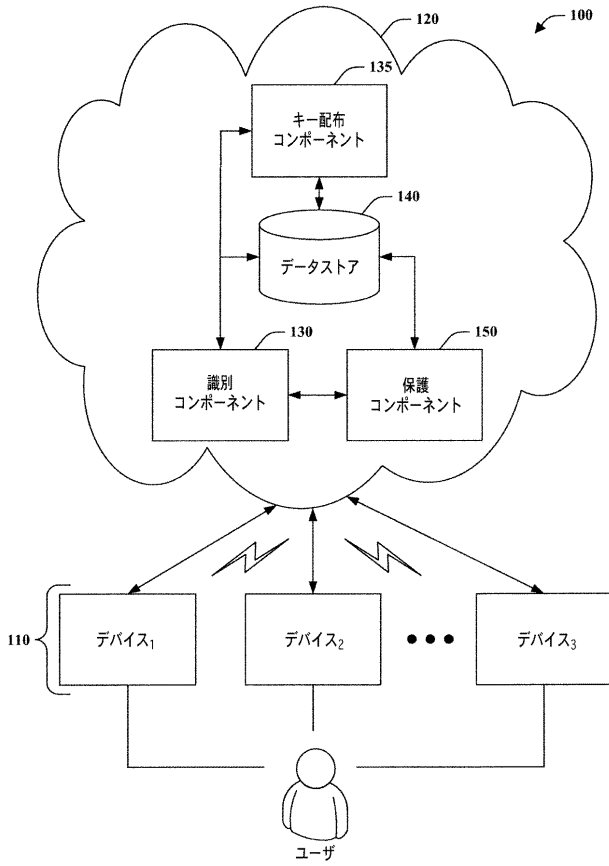 120
100
135
キー配布
コンポーネント
140
データストア
130
150
識別
コンポーネント
保護
コンポーネント
110
デバイス1
デバイス2
デバイス3
ユーザ